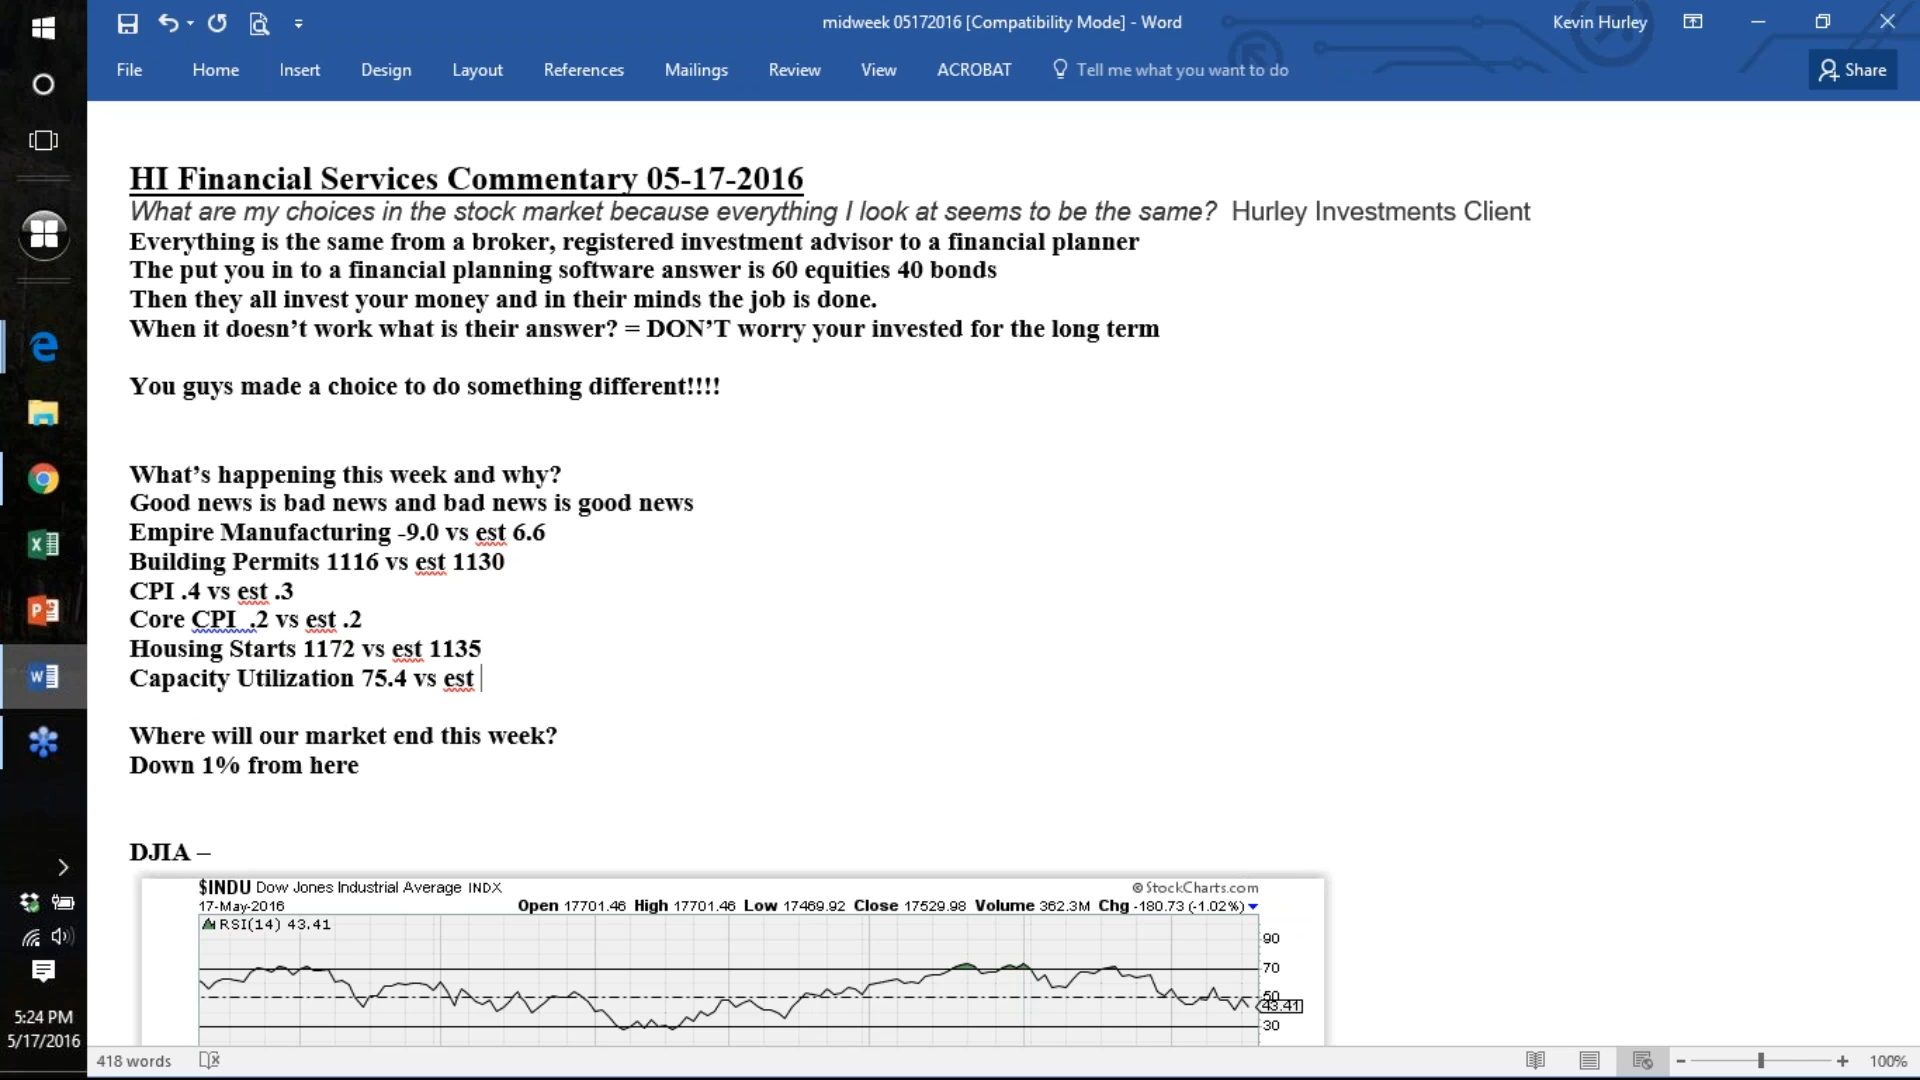 midweek 05172016 [Compatibility Mode] - Word
Kevin Hurley
File Home Insert Design Layout References Mailings Review View ACROBAT Tell me what you want to do Share
HI Financial Services Commentary 05-17-2016
What are my choices in the stock market because everything I look at seems to be the same? Hurley Investments Client
Everything is the same from a broker, registered investment advisor to a financial planner
The put you in to a financial planning software answer is 60 equities 40 bonds
Then they all invest your money and in their minds the job is done.
When it doesn’t work what is their answer? = DON’T worry your invested for the long term
You guys made a choice to do something different!!!!
What’s happening this week and why?
Good news is bad news and bad news is good news
Empire Manufacturing -9.0 vs est 6.6
Building Permits 1116 vs est 1130
CPI .4 vs est .3
Core CPI .2 vs est .2
Housing Starts 1172 vs est 1135
Capacity Utilization 75.4 vs est
Where will our market end this week?
Down 1% from here
DJIA –
$INDU Dow Jones Industrial Average INDX
© StockCharts.com
17-May-2016
Open 17701.46 High 17701.46 Low 17469.92 Close 17529.98 Volume 362.3M Chg -180.73 (-1.02%)
RSI(14) 43.41
90
70
50
43.41
30
5:24 PM
5/17/2016
418 words
100%